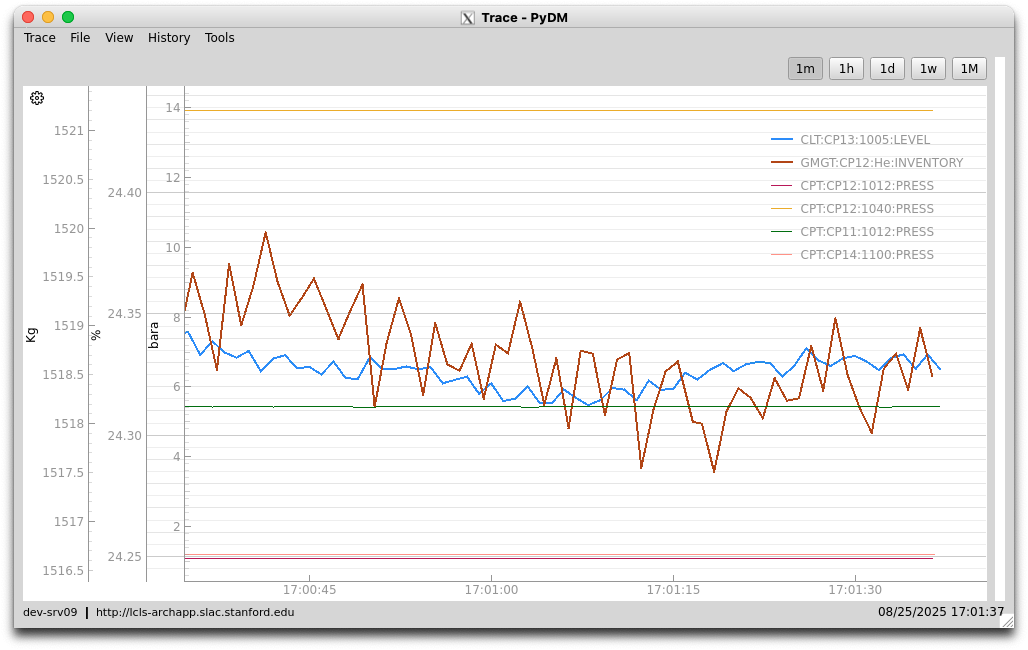 Trace - PyDM
Trace File View History Tools
1m 1h 1d 1w 1M
Kg
1521
1520.5
1520
1519.5
1519
1518.5
1518
1517.5
1517
1516.5
%
24.40
24.35
24.30
24.25
bara
14
12
10
8
6
4
2
CLT:CP13:1005:LEVEL
GMGT:CP12:He:INVENTORY
CPT:CP12:1012:PRESS
CPT:CP12:1040:PRESS
CPT:CP11:1012:PRESS
CPT:CP14:1100:PRESS
17:00:45 17:01:00 17:01:15 17:01:30
dev-srv09 | http://lcls-archapp.slac.stanford.edu 08/25/2025 17:01:37